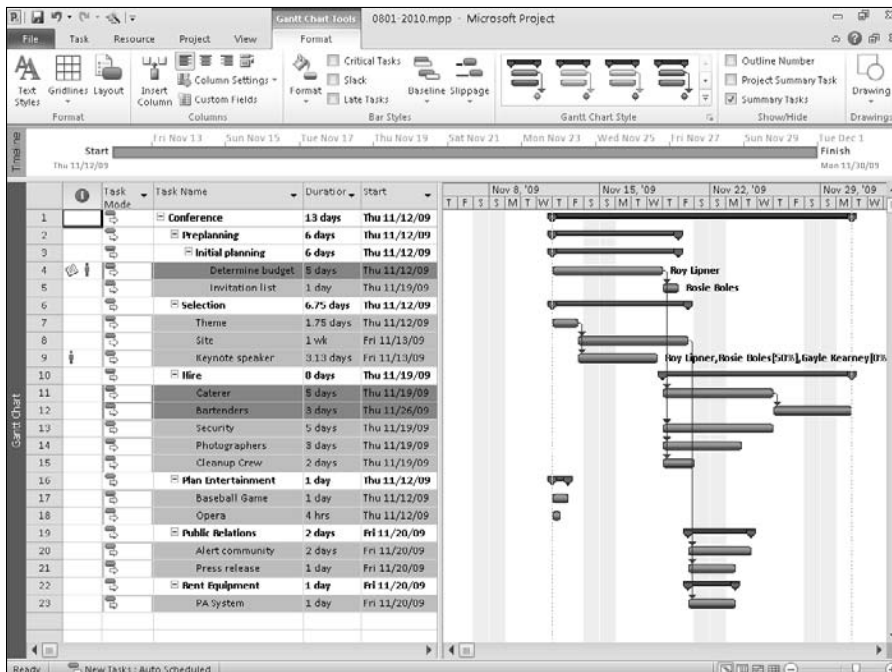 Gantt Chart Tools 0801-2010.mpp - Microsoft Project
File Task Resource Project View Format
Text Styles Gridlines Layout
Format
Insert Column
Column Settings
Custom Fields
Columns
Format
Critical Tasks
Slack
Late Tasks
Baseline Slippage
Bar Styles
Gantt Chart Style
Outline Number
Project Summary Task
Summary Tasks
Show/Hide
Drawing
Drawings
Timeline
Fri Nov 13 Sun Nov 15 Tue Nov 17 Thu Nov 19 Sat Nov 21 Mon Nov 23 Wed Nov 25 Fri Nov 27 Sun Nov 29 Tue Dec 1
Start Finish
Thu 11/12/09 Mon 11/30/09
Task Mode Task Name Duration Start
Nov 8, '09 Nov 15, '09 Nov 22, '09 Nov 29, '09
T F S S M T W T F S S M T W T F S S M T W T F S S M T W
1 Conference 13 days Thu 11/12/09
2 Preplanning 6 days Thu 11/12/09
3 Initial planning 6 days Thu 11/12/09
4 Determine budget 5 days Thu 11/12/09 Roy Lipner
5 Invitation list 1 day Thu 11/19/09 Rosie Boles
6 Selection 6.75 days Thu 11/12/09
7 Theme 1.75 days Thu 11/12/09
8 Site 1 wk Fri 11/13/09
9 Keynote speaker 3.13 days Fri 11/13/09 Roy Lipner,Rosie Boles[50%],Gayle Kearney[0%
10 Hire 8 days Thu 11/19/09
11 Caterer 5 days Thu 11/19/09
12 Bartenders 3 days Thu 11/26/09
13 Security 5 days Thu 11/19/09
14 Photographers 3 days Thu 11/19/09
15 Cleanup Crew 2 days Thu 11/19/09
16 Plan Entertainment 1 day Thu 11/12/09
17 Baseball Game 1 day Thu 11/12/09
18 Opera 4 hrs Thu 11/12/09
19 Public Relations 2 days Fri 11/20/09
20 Alert community 2 days Fri 11/20/09
21 Press release 1 day Fri 11/20/09
22 Rent Equipment 1 day Fri 11/20/09
23 PA System 1 day Fri 11/20/09
Gantt Chart
Ready New Tasks : Auto Scheduled